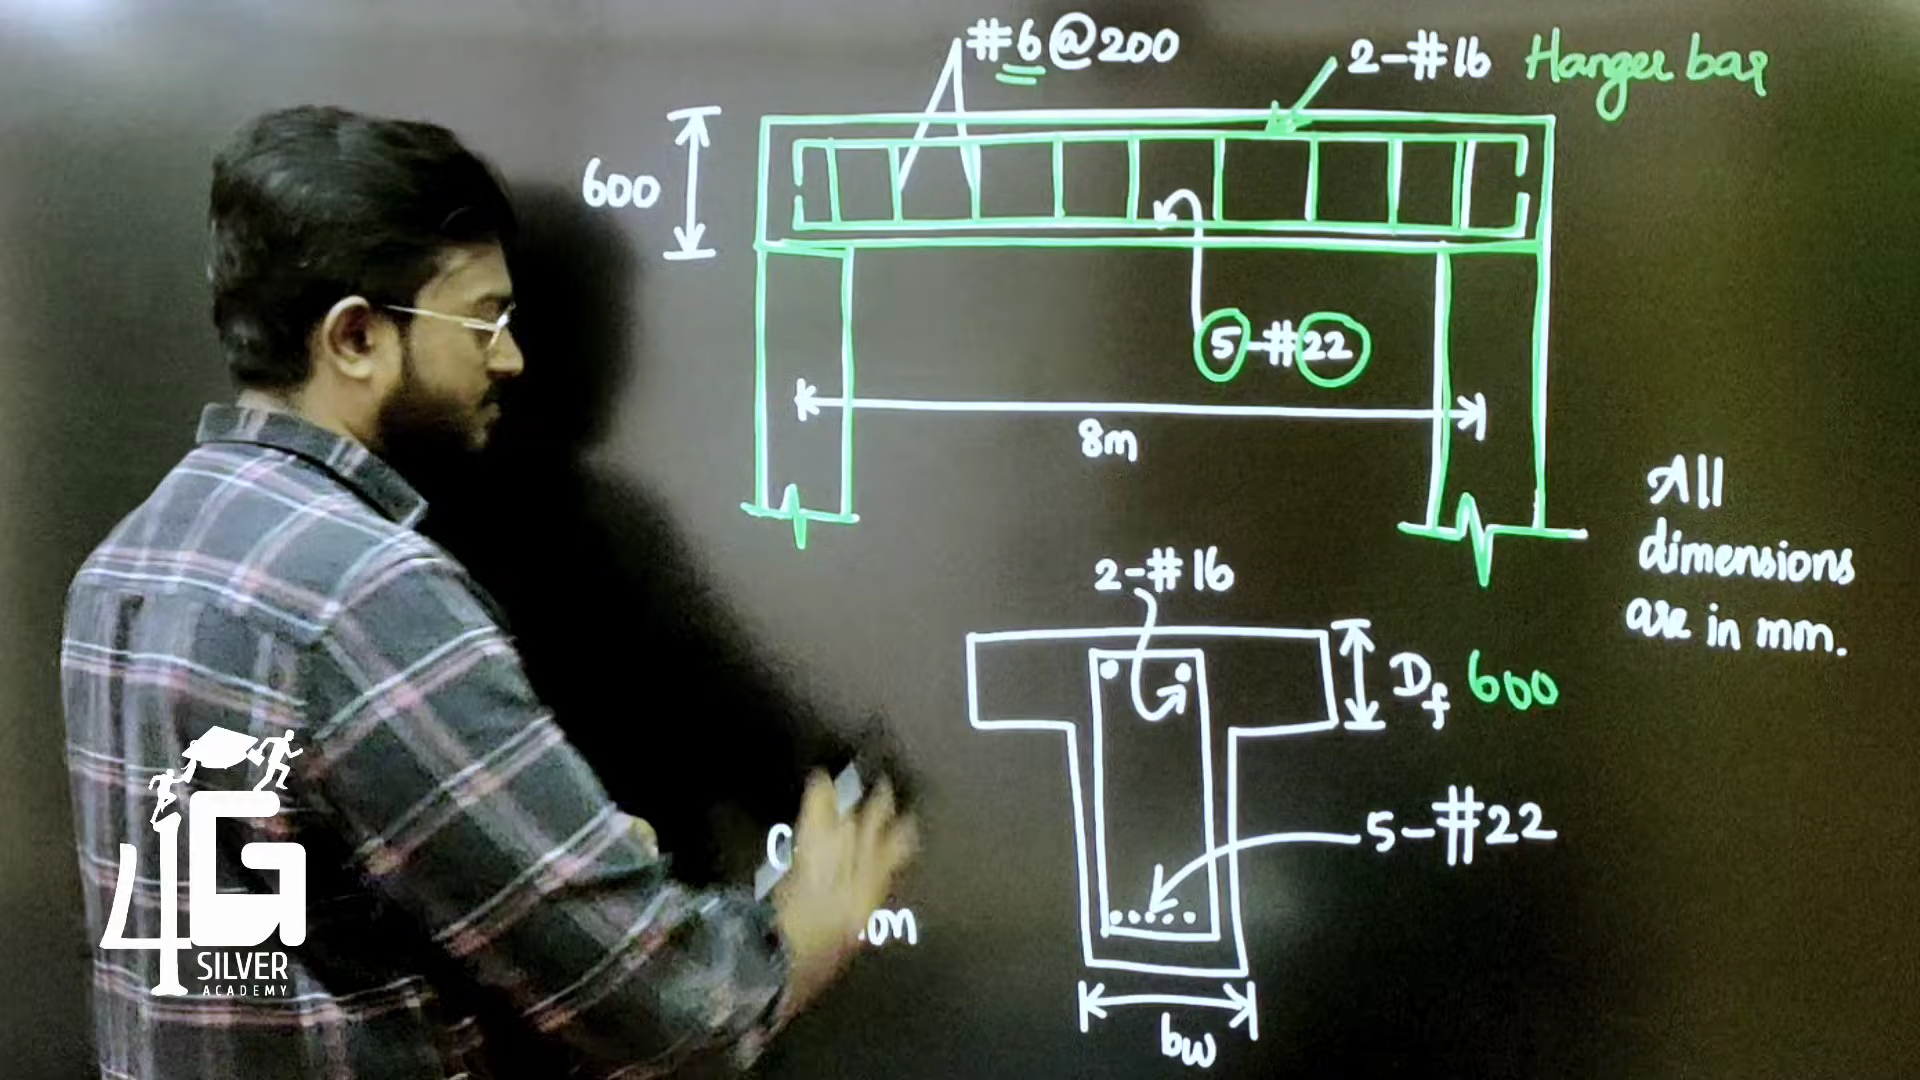 #6@200
2-#16 Hanger bar
600
5-#22
8m
All
dimensions
are in mm.
2-#16
Df 600
5-#22
bw
4G
SILVER
ACADEMY